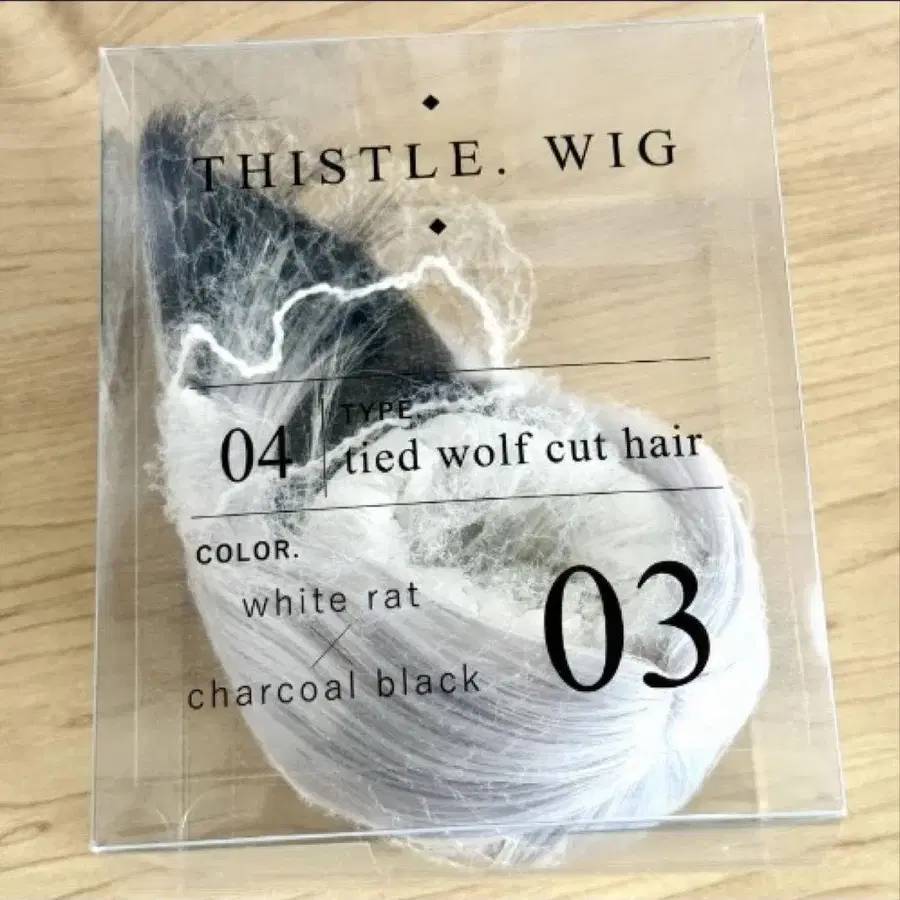 THISTLE. WIG
04
TYPE.
tied wolf cut hair
COLOR.
white rat
×
charcoal black
03